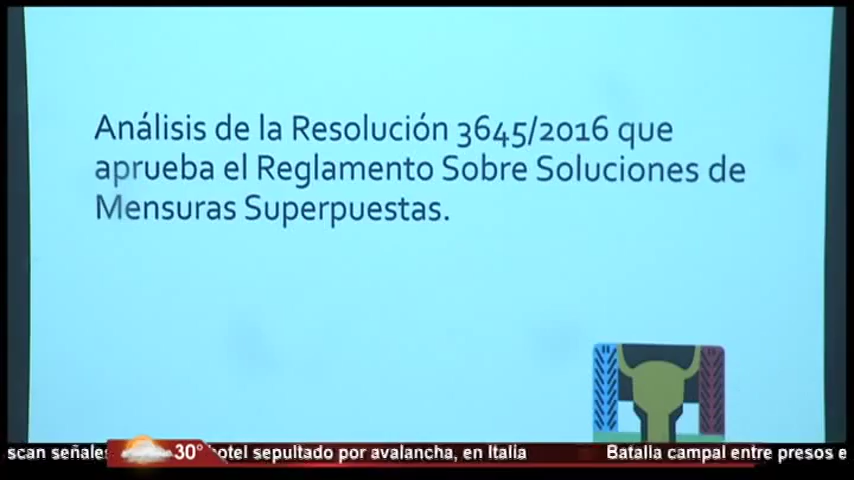 Análisis de la Resolución 3645/2016 que
aprueba el Reglamento Sobre Soluciones de
Mensuras Superpuestas.
scan señales 30° hotel sepultado por avalancha, en Italia Batalla campal entre presos e